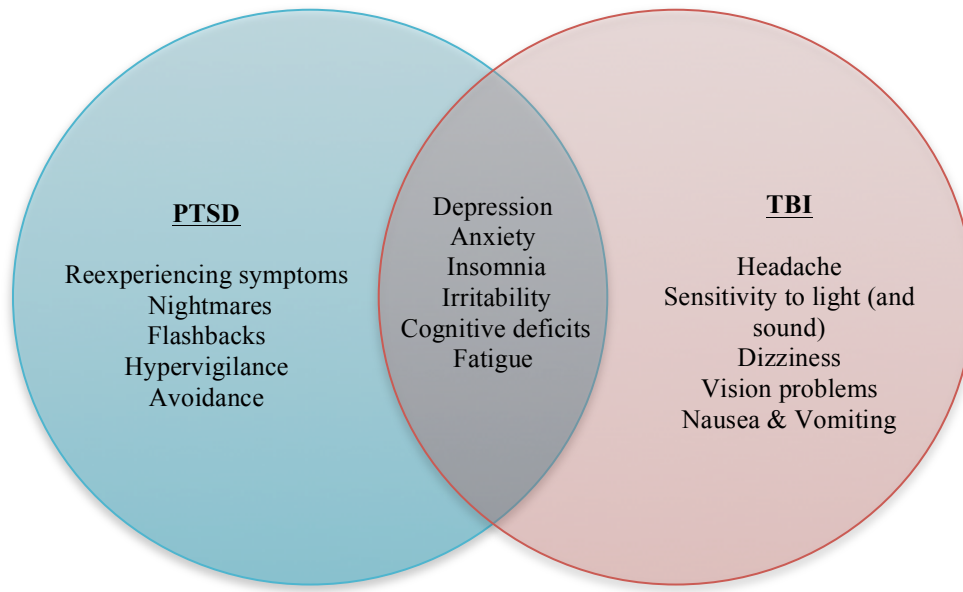 PTSD
Reexperiencing symptoms
Nightmares
Flashbacks
Hypervigilance
Avoidance
Depression
Anxiety
Insomnia
Irritability
Cognitive deficits
Fatigue
TBI
Headache
Sensitivity to light (and
sound)
Dizziness
Vision problems
Nausea & Vomiting